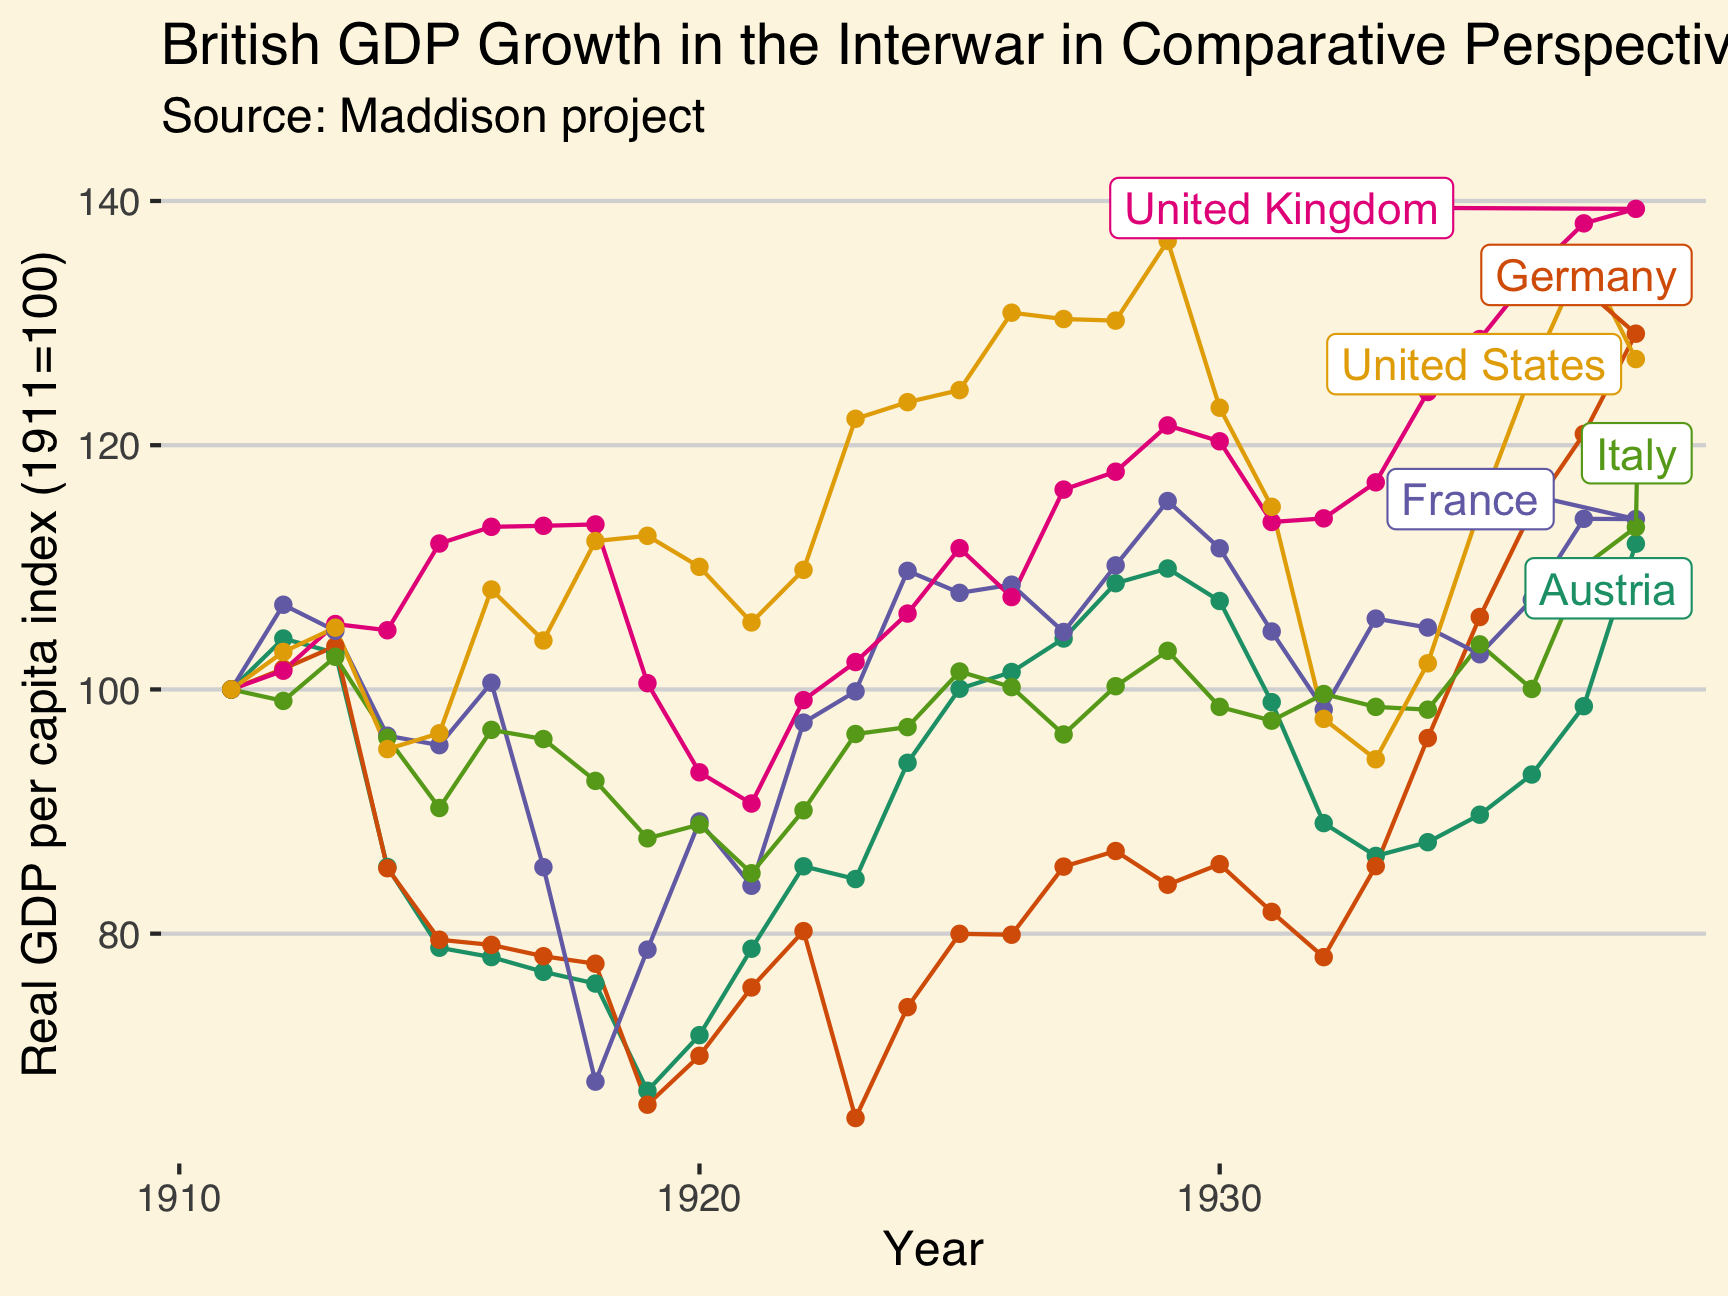 British GDP Growth in the Interwar in Comparative Perspectiv
Source: Maddison project
Real GDP per capita index (1911=100)
140
120
100
80
United Kingdom
Germany
United States
Italy
France
Austria
1910
1920
1930
Year